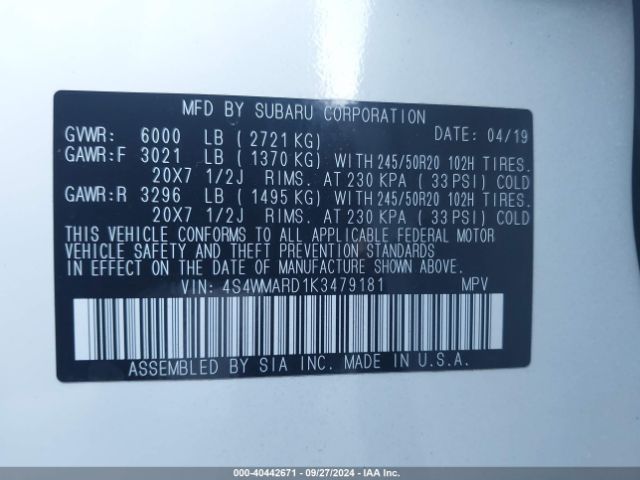 MFD BY SUBARU CORPORATION
GVWR: 6000 LB ( 2721 KG) DATE: 04/19
GAWR:F 3021 LB ( 1370 KG) WITH 245/50R20 102H TIRES.
20X7 1/2J RIMS. AT 230 KPA ( 33 PSI) COLD
GAWR:R 3296 LB ( 1495 KG) WITH 245/50R20 102H TIRES.
20X7 1/2J RIMS. AT 230 KPA ( 33 PSI) COLD
THIS VEHICLE CONFORMS TO ALL APPLICABLE FEDERAL MOTOR
VEHICLE SAFETY AND THEFT PREVENTION STANDARDS
IN EFFECT ON THE DATE OF MANUFACTURE SHOWN ABOVE.
VIN: 4S4WMARD1K3479181 MPV
ASSEMBLED BY SIA INC. MADE IN U.S.A.
000-40442671 - 09/27/2024 - IAA Inc.